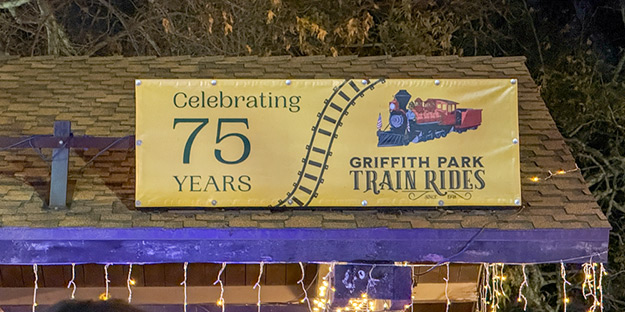 Celebrating
75
YEARS
GRIFFITH PARK
TRAIN RIDES